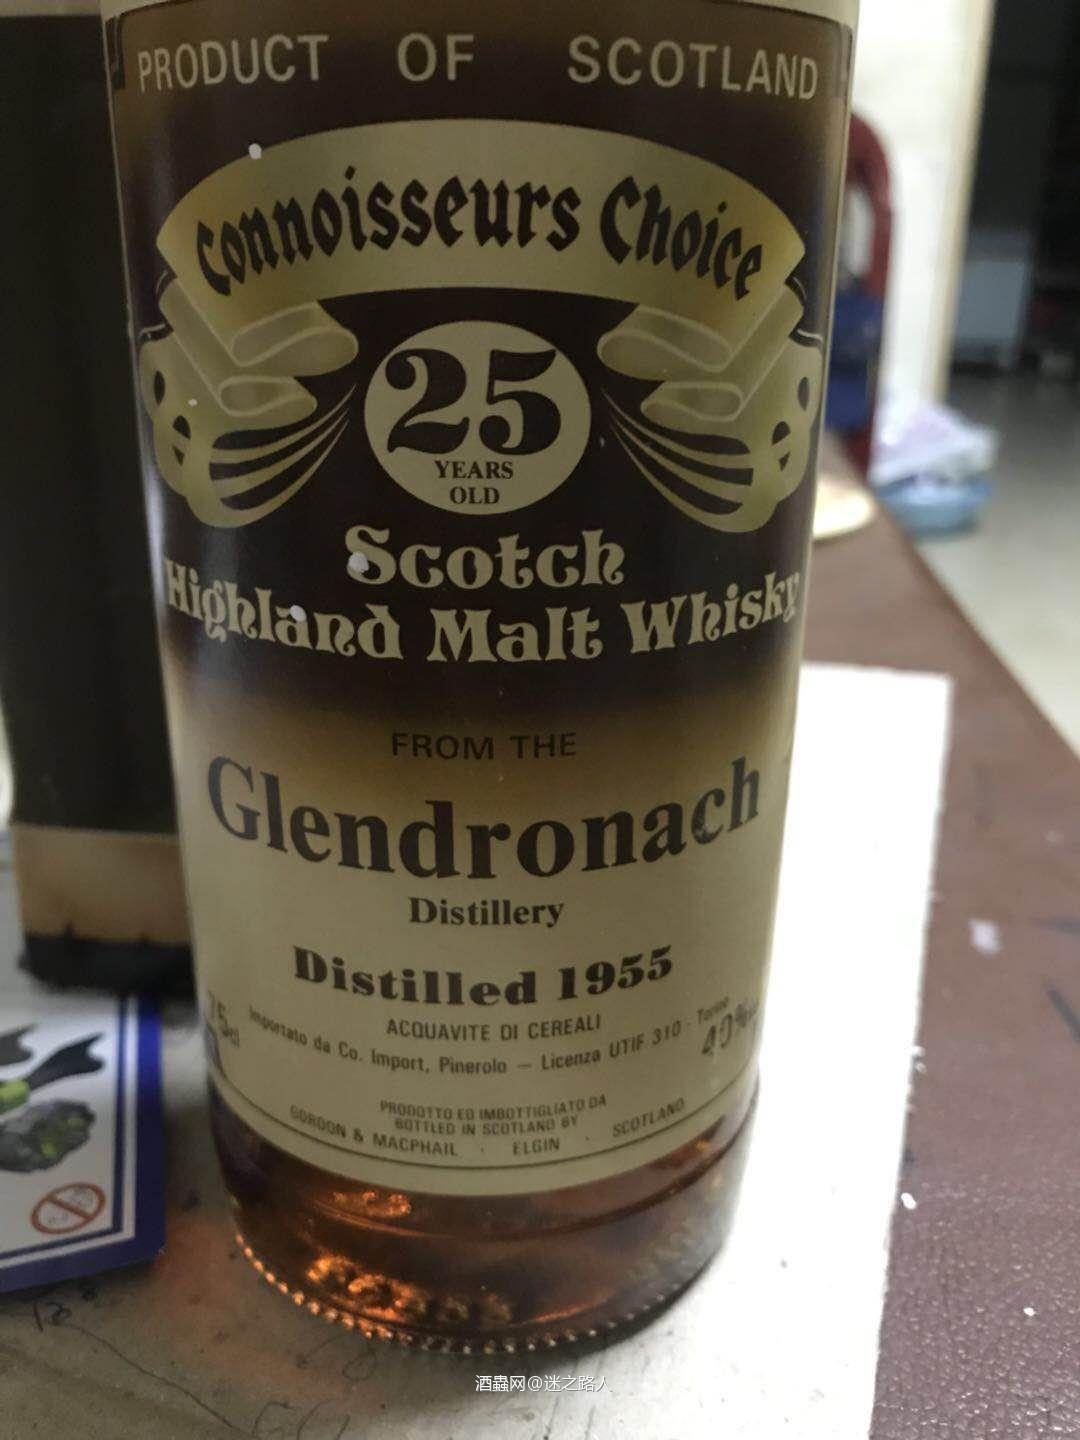 PRODUCT OF SCOTLAND
Connoisseurs Choice
25
YEARS
OLD
Scotch
Highland Malt Whisky
FROM THE
Glendronach
Distillery
Distilled 1955
ACQUAVITE DI CEREALI
75cl Importato da Co. Import, Pinerolo — Licenza UTIF 310 · Torino 40%
PRODOTTO ED IMBOTTIGLIATO DA
BOTTLED IN SCOTLAND BY
GORDON & MACPHAIL · ELGIN · SCOTLAND
酒蟲网@迷之路人